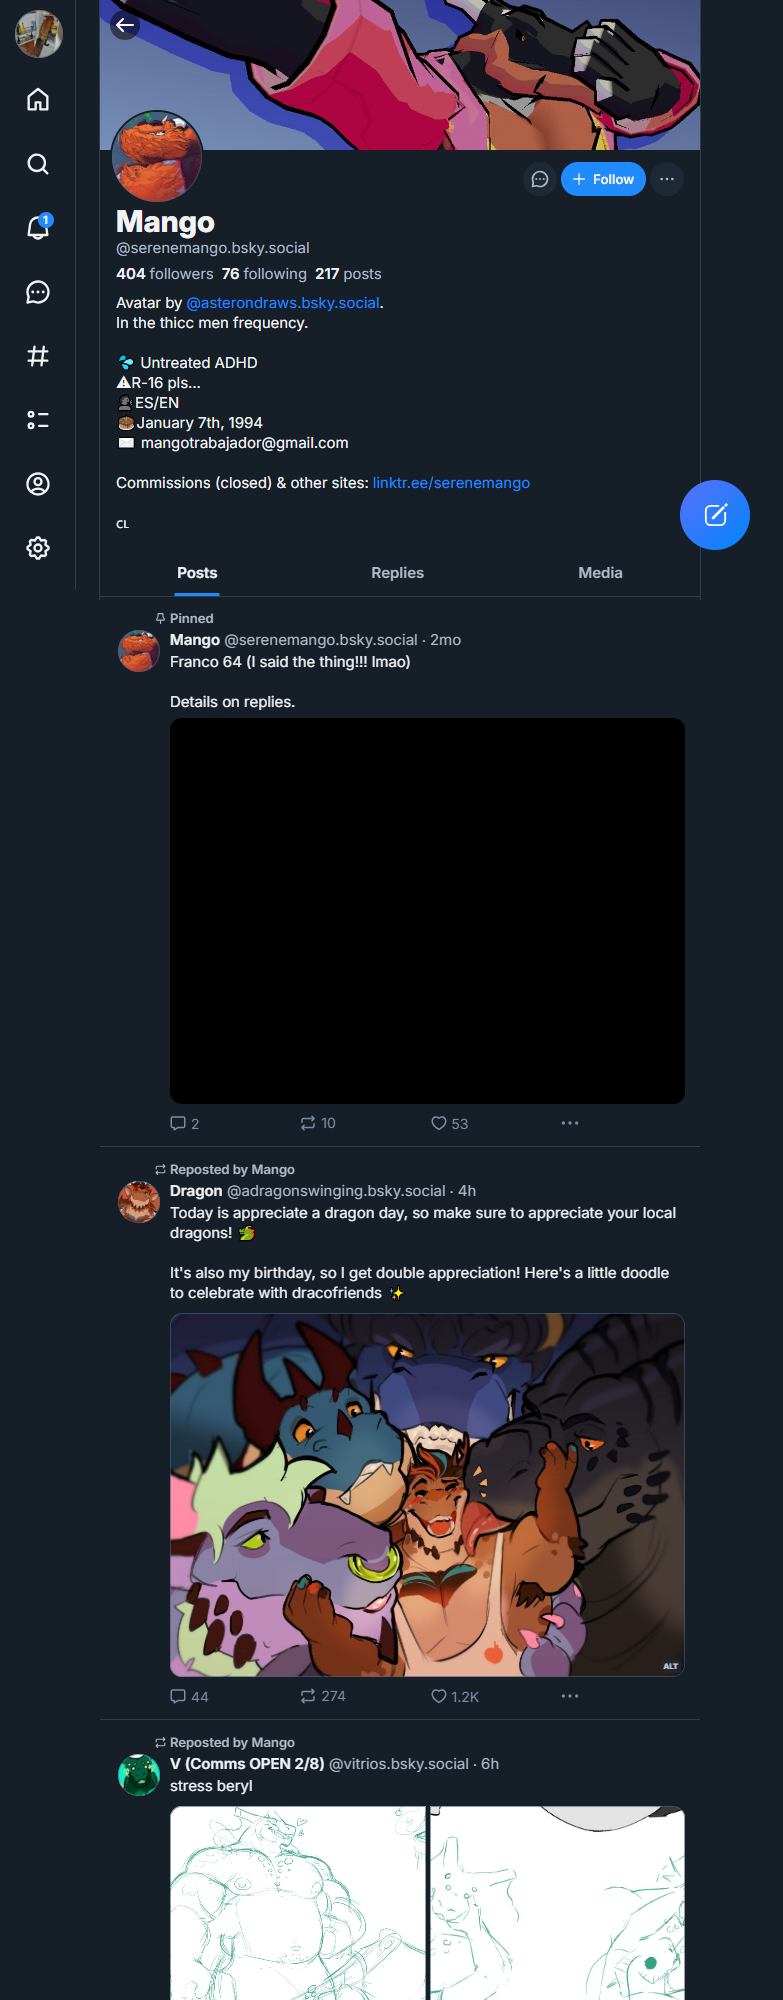 1
Follow
Mango
@serenemango.bsky.social
404 followers 76 following 217 posts
Avatar by @asterondraws.bsky.social.
In the thicc men frequency.
💦 Untreated ADHD
⚠R-16 pls...
ES/EN
🎂January 7th, 1994
✉ mangotrabajador@gmail.com
Commissions (closed) & other sites: linktr.ee/serenemango
CL
Posts
Replies
Media
Pinned
Mango @serenemango.bsky.social · 2mo
Franco 64 (I said the thing!!! lmao)
Details on replies.
2
10
53
Reposted by Mango
Dragon @adragonswinging.bsky.social · 4h
Today is appreciate a dragon day, so make sure to appreciate your local
dragons! 🐲
It's also my birthday, so I get double appreciation! Here's a little doodle
to celebrate with dracofriends ✨
ALT
44
274
1.2K
Reposted by Mango
V (Comms OPEN 2/8) @vitrios.bsky.social · 6h
stress beryl